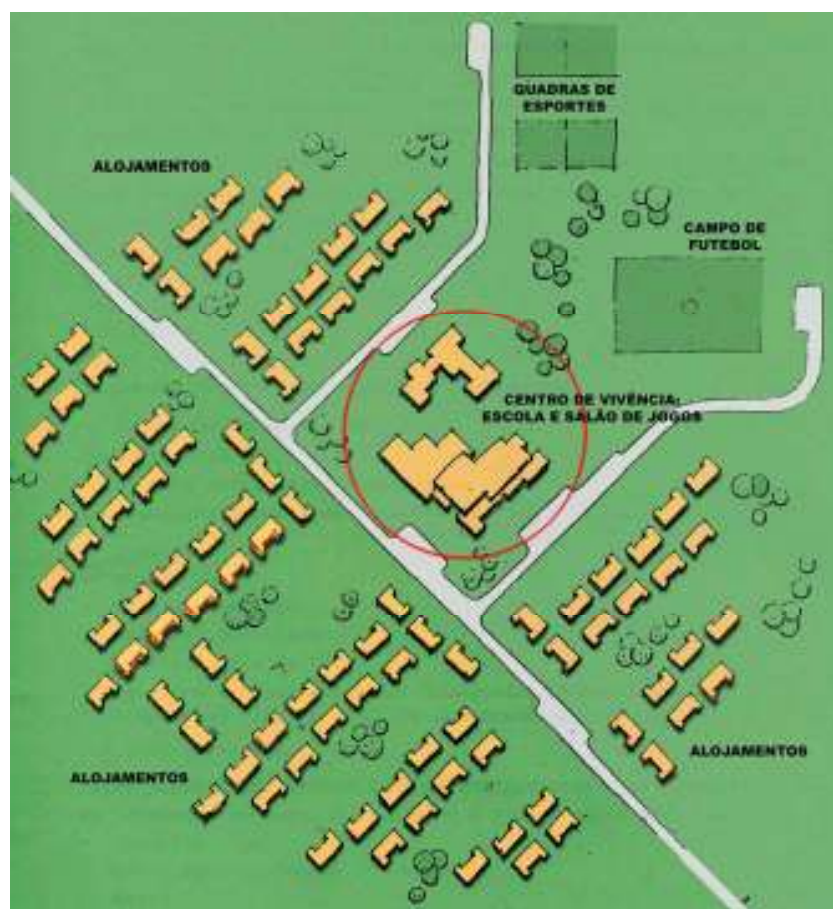 QUADRAS DE
ESPORTES
ALOJAMENTOS
CAMPO DE
FUTEBOL
CENTRO DE VIVÊNCIA:
ESCOLA E SALÃO DE JOGOS
ALOJAMENTOS
ALOJAMENTOS